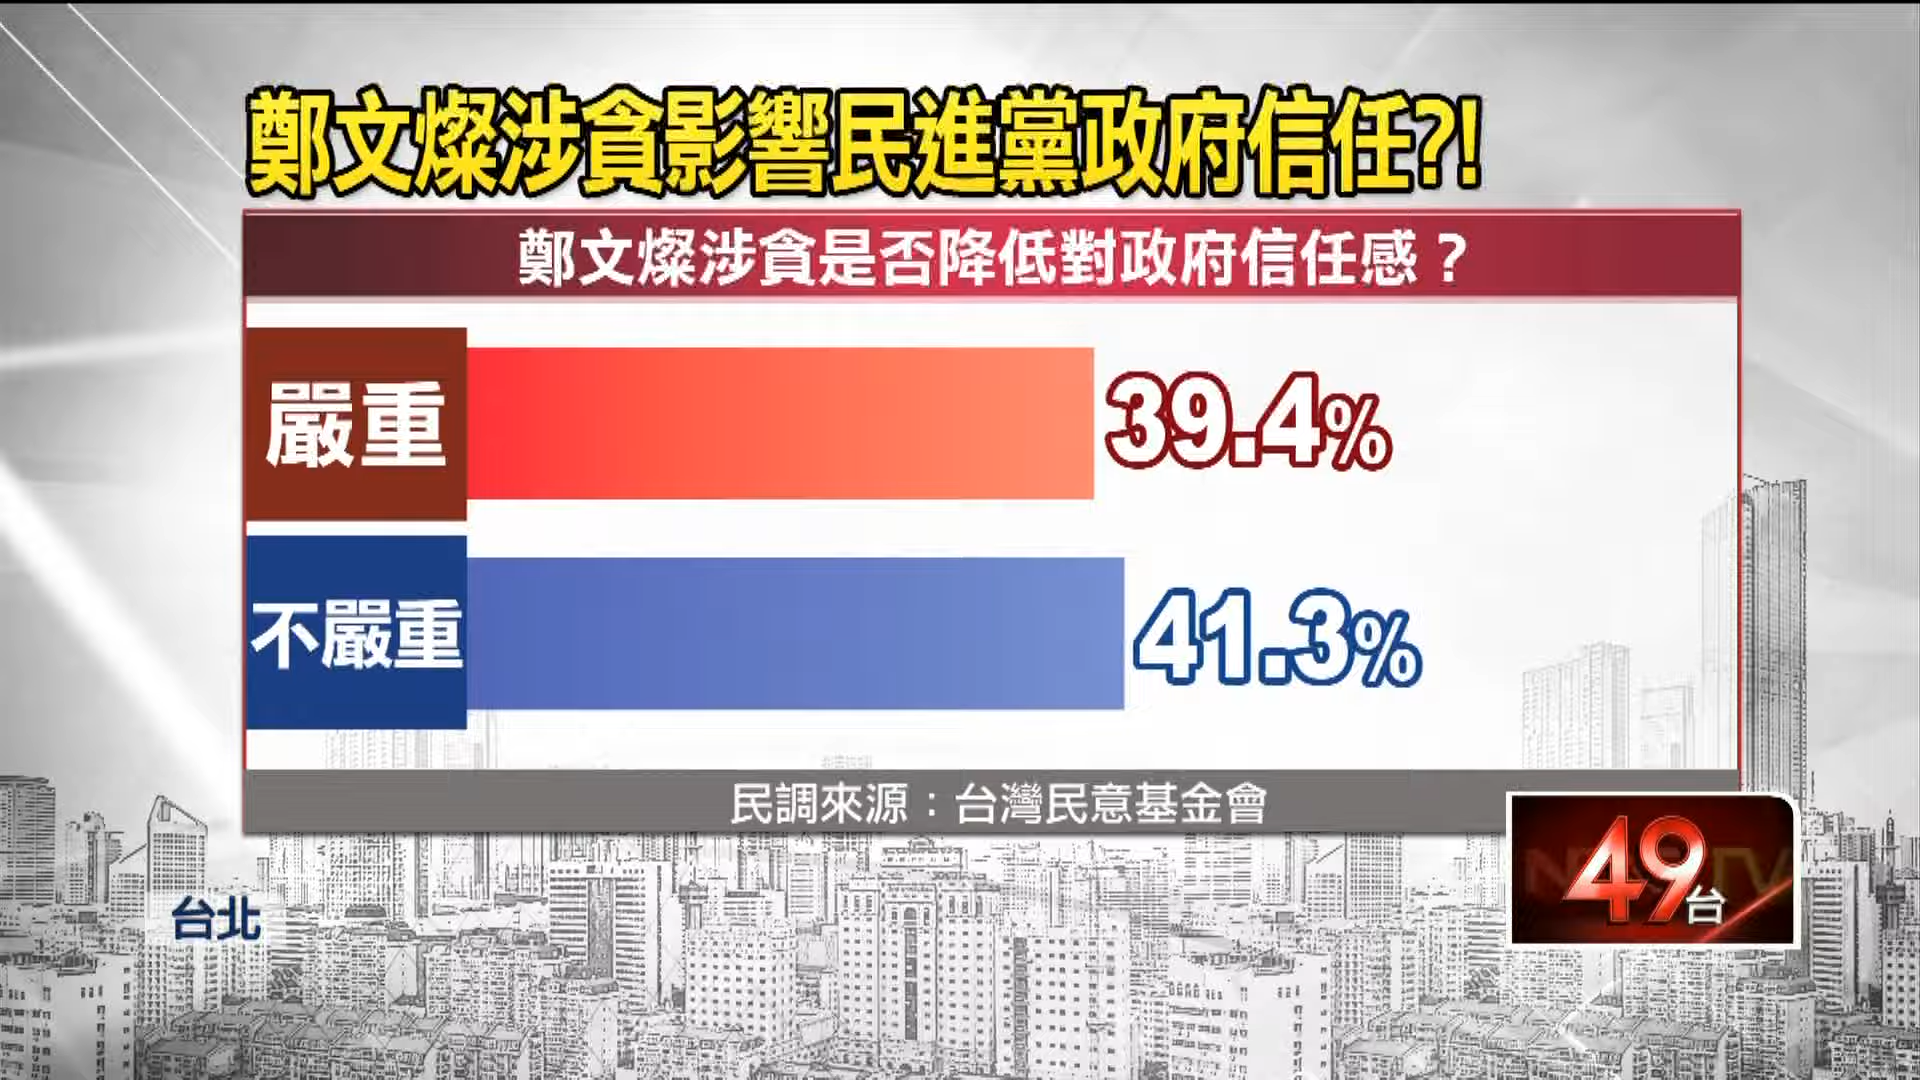 鄭文燦涉貪影響民進黨政府信任?!
鄭文燦涉貪是否降低對政府信任感？
嚴重
39.4%
不嚴重
41.3%
民調來源：台灣民意基金會
49台
台北